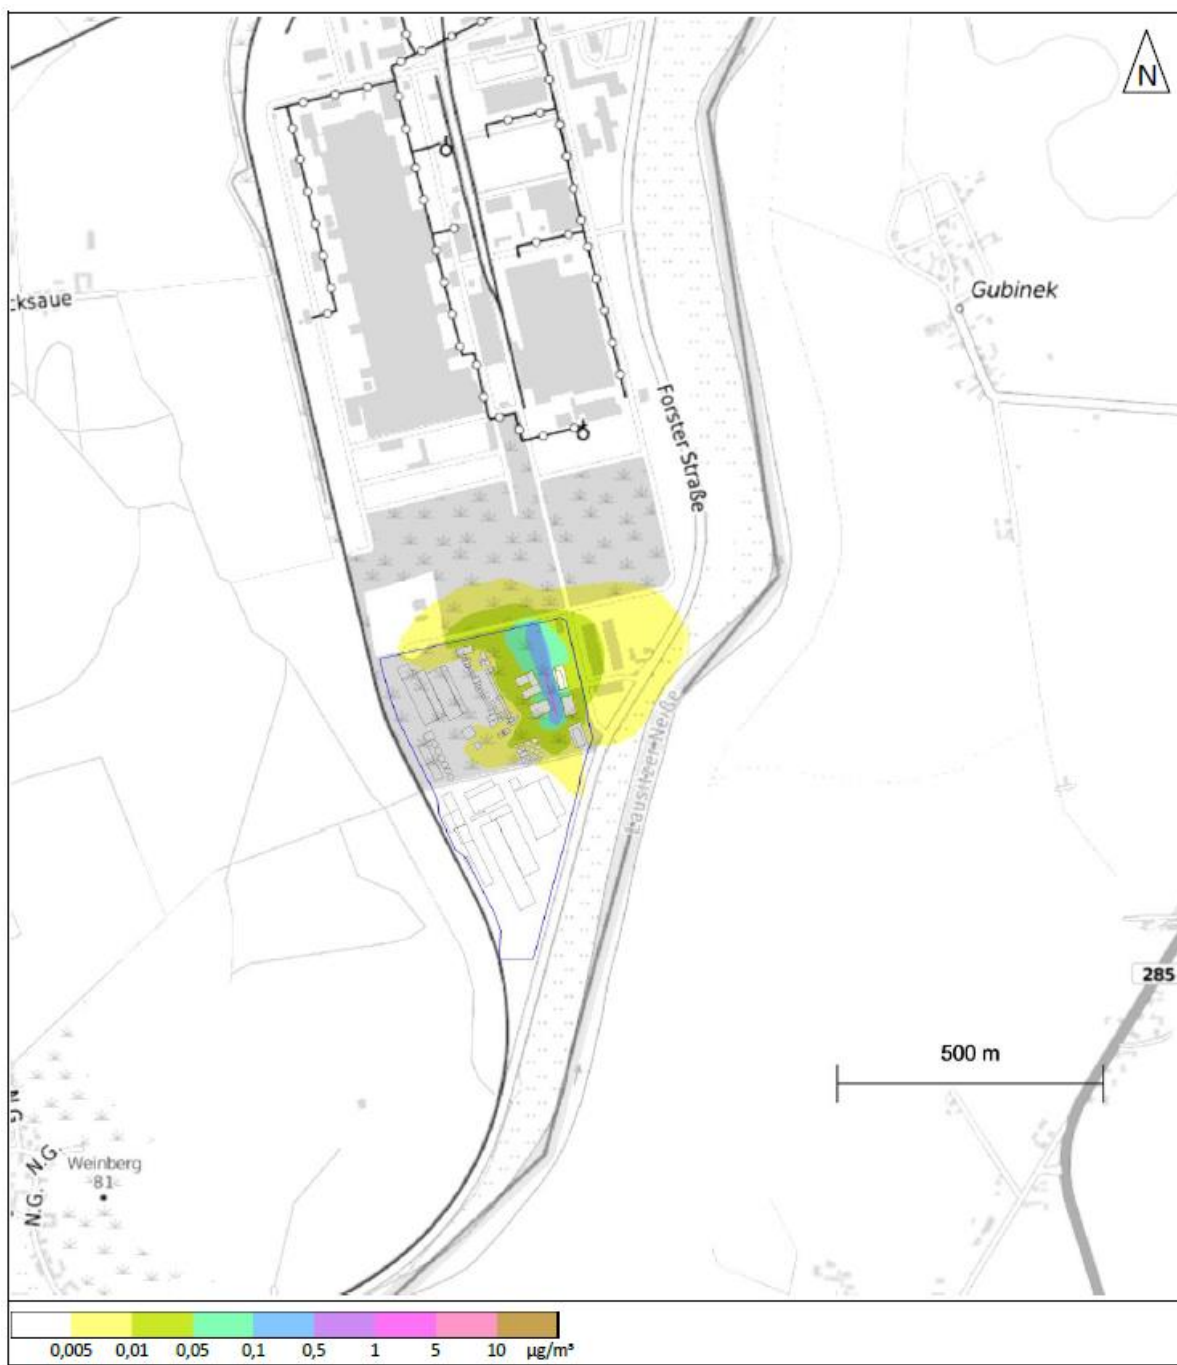 N
cksaue
Gubinek
Forster Straße
Lausitzer Neiße
285
500 m
N.G.
N.G.
N.G.
Weinberg
81
0,005 0,01 0,05 0,1 0,5 1 5 10 µg/m³